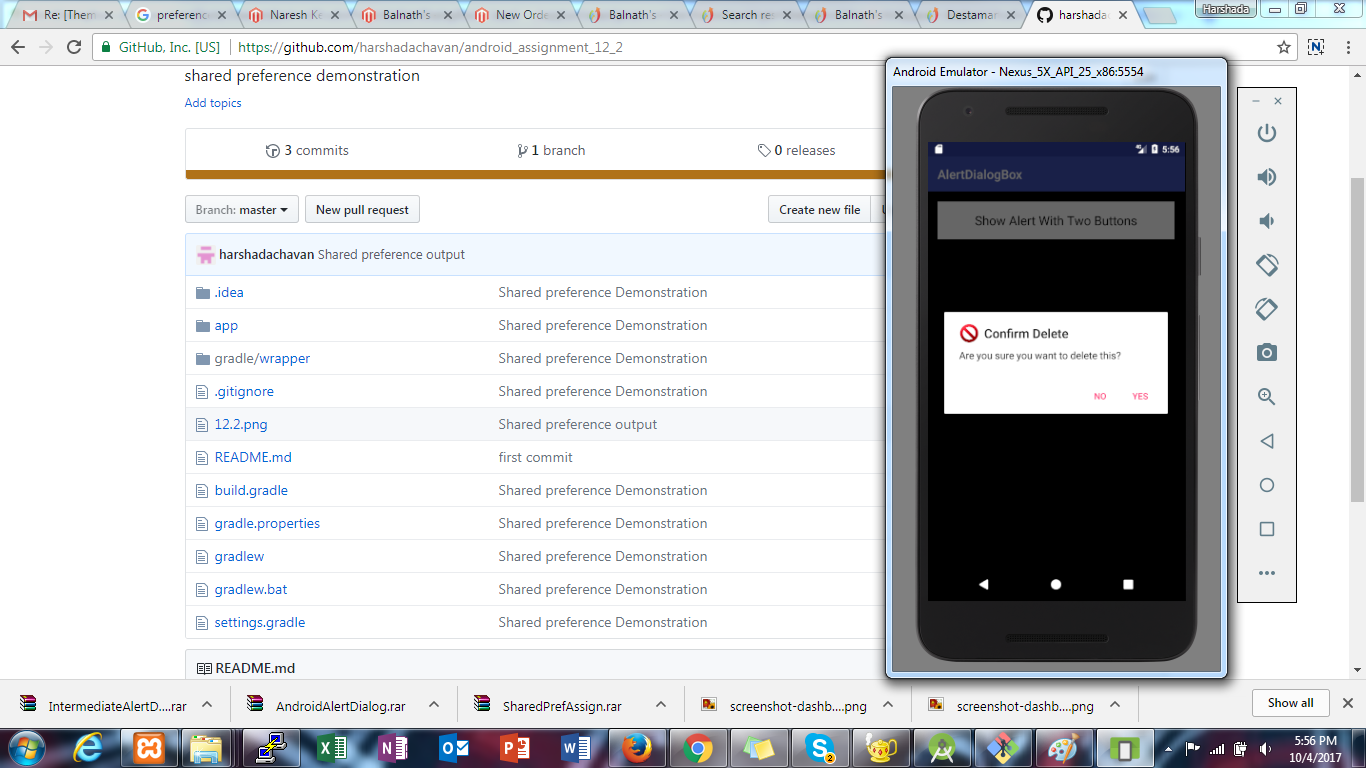 Re: [Them
preference
Naresh Ke
Balnath's
New Orde
Balnath's
Search res
Balnath's
Destamar
harshada
Harshada
GitHub, Inc. [US]
https://github.com/harshadachavan/android_assignment_12_2
shared preference demonstration
Add topics
3 commits
1 branch
0 releases
Branch: master
New pull request
Create new file
harshadachavan Shared preference output
.idea Shared preference Demonstration
app Shared preference Demonstration
gradle/wrapper Shared preference Demonstration
.gitignore Shared preference Demonstration
12.2.png Shared preference output
README.md first commit
build.gradle Shared preference Demonstration
gradle.properties Shared preference Demonstration
gradlew Shared preference Demonstration
gradlew.bat Shared preference Demonstration
settings.gradle Shared preference Demonstration
README.md
Android Emulator - Nexus_5X_API_25_x86:5554
5:56
AlertDialogBox
Show Alert With Two Buttons
Confirm Delete
Are you sure you want to delete this?
NO YES
IntermediateAlertD....rar
AndroidAlertDialog.rar
SharedPrefAssign.rar
screenshot-dashb....png
screenshot-dashb....png
Show all
2
5:56 PM
10/4/2017